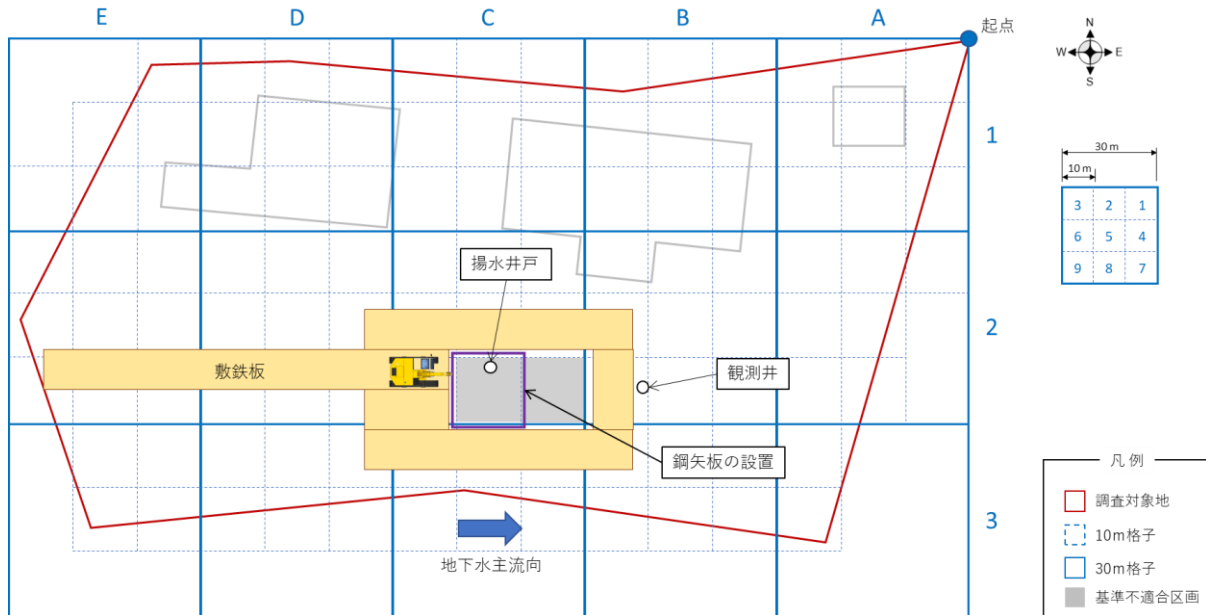 E D C B A 起点
N
W E
S
1
30 m
10 m
3 2 1
6 5 4
9 8 7
揚水井戸
2
敷鉄板
観測井
鋼矢板の設置
凡 例
調査対象地
3
10m格子
地下水主流向
30m格子
基準不適合区画